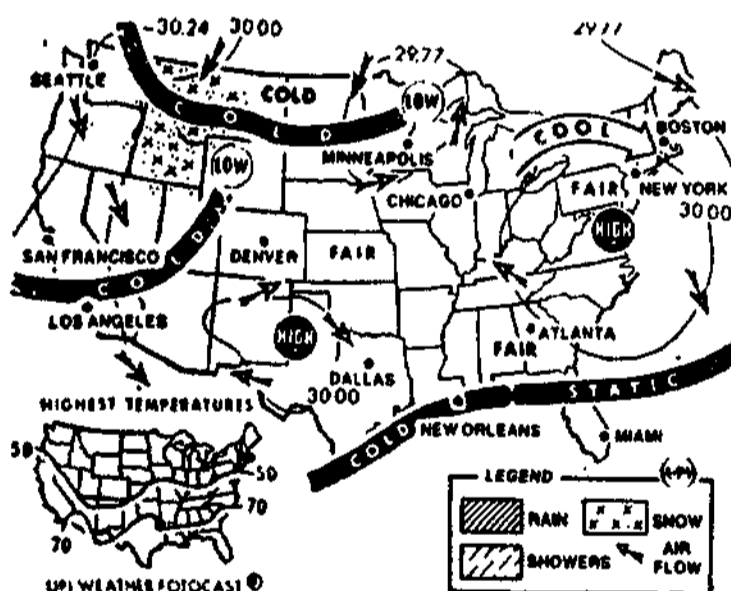 30.24
30.00
29.77
29.77
SEATTLE
COLD
COLD
LOW
MINNEAPOLIS
COOL
BOSTON
LOW
CHICAGO
FAIR
NEW YORK
30.00
HIGH
SAN FRANCISCO
DENVER
FAIR
COLD
LOS ANGELES
HIGH
ATLANTA
FAIR
DALLAS
30.00
STATIC
HIGHEST TEMPERATURES
COLD
NEW ORLEANS
MIAMI
50
50
70
70
LEGEND
RAIN
SNOW
SHOWERS
AIR
FLOW
UPI WEATHER FOTOCAST